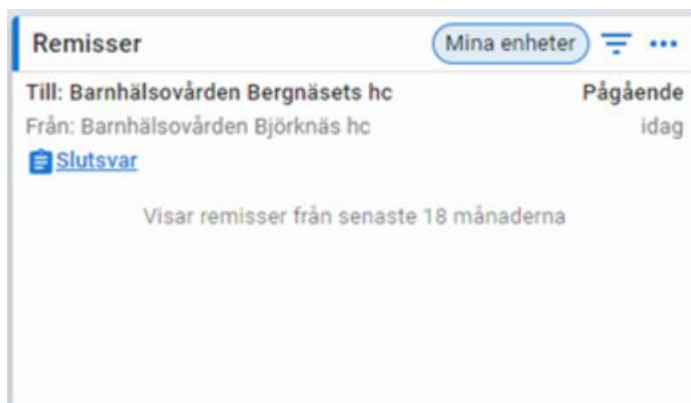 Remisser Mina enheter
Till: Barnhälsovården Bergnäsets hc Pågående
Från: Barnhälsovården Björknäs hc idag
Slutsvar
Visar remisser från senaste 18 månaderna